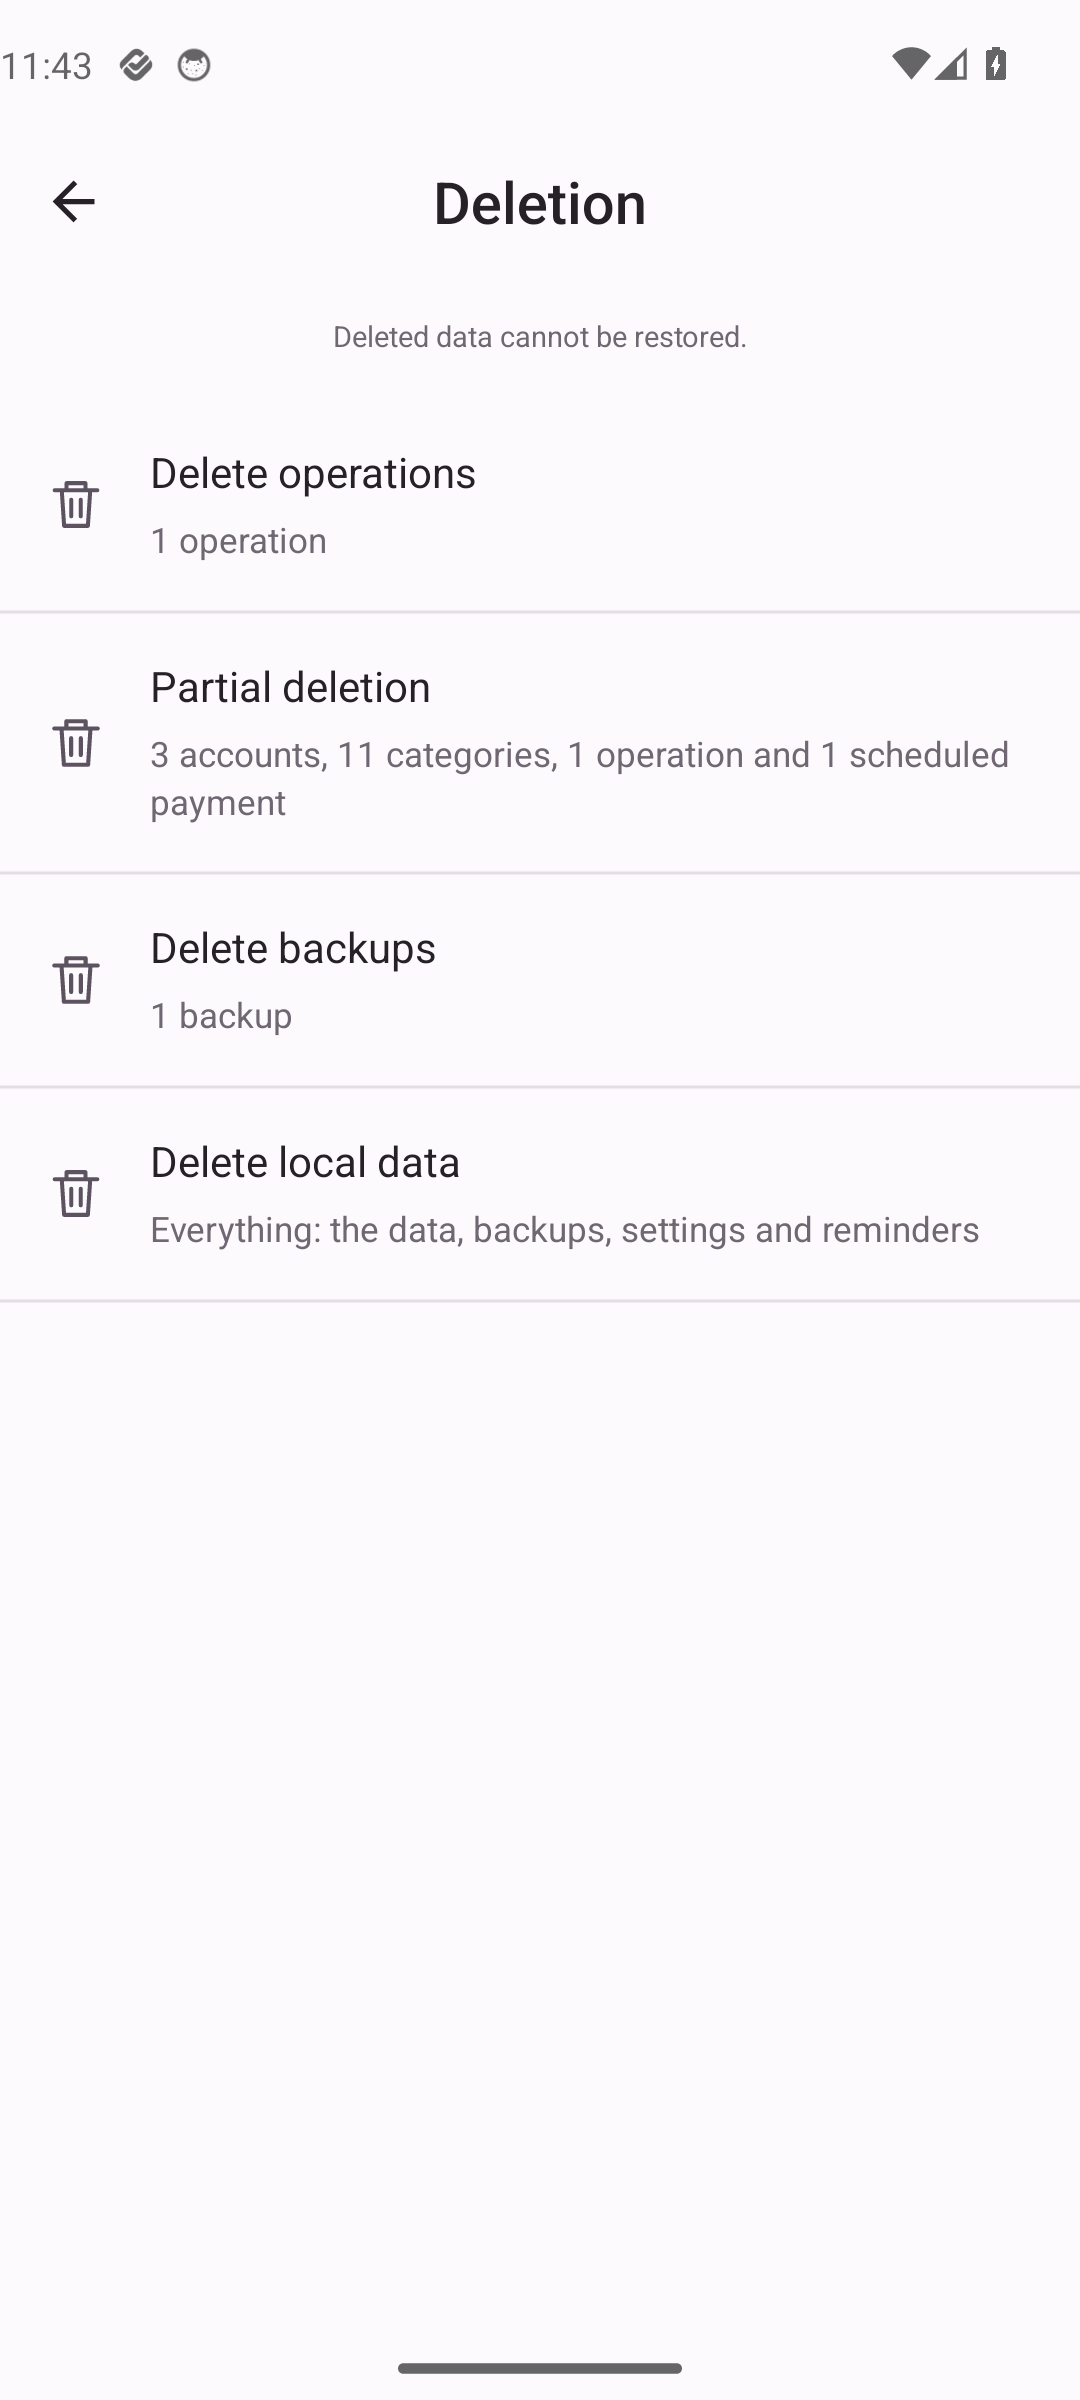 11:43
Deletion
Deleted data cannot be restored.
Delete operations
1 operation
Partial deletion
3 accounts, 11 categories, 1 operation and 1 scheduled
payment
Delete backups
1 backup
Delete local data
Everything: the data, backups, settings and reminders